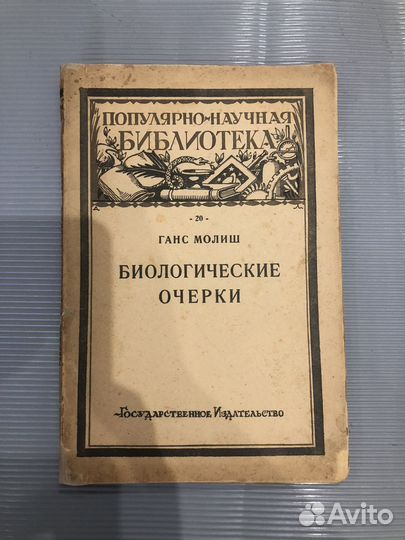 ПОПУЛЯРНО-НАУЧНАЯ
БИБЛИОТЕКА
- 20 -
ГАНС МОЛИШ
БИОЛОГИЧЕСКИЕ
ОЧЕРКИ
ГОСУДАРСТВЕННОЕ ИЗДАТЕЛЬСТВО
Avito